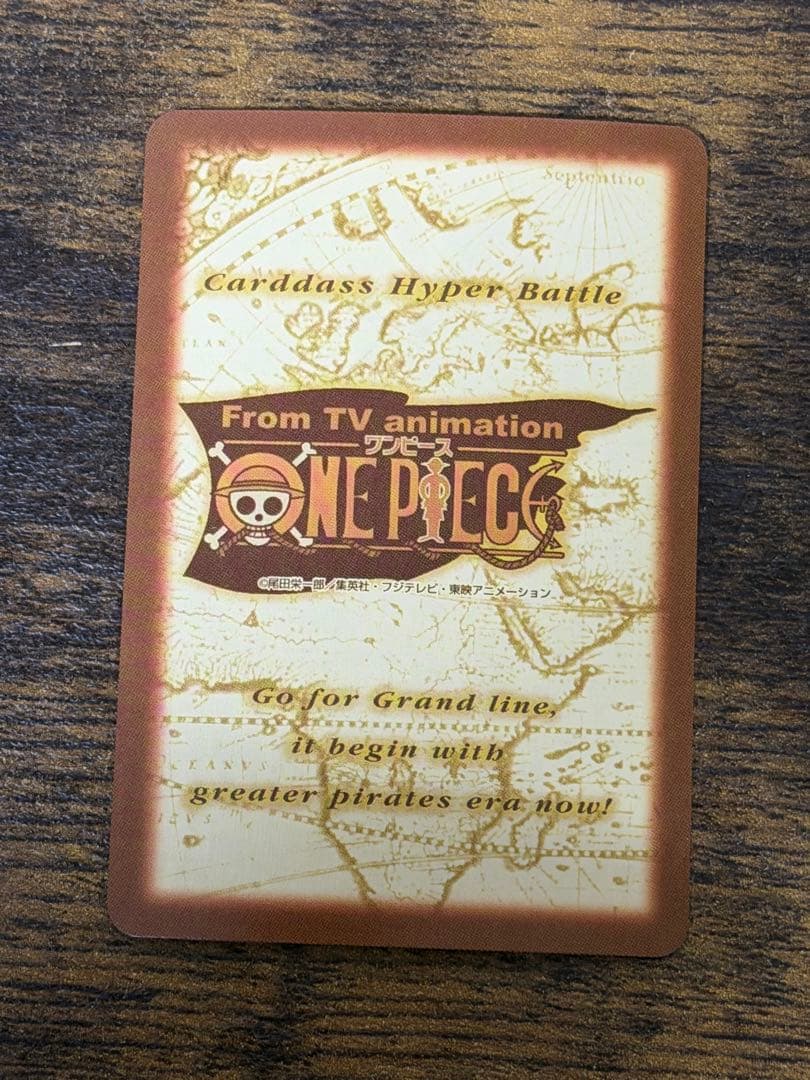 Septentrio
Carddass Hyper Battle
From TV animation
ワンピース
ONE PIECE
©尾田栄一郎／集英社・フジテレビ・東映アニメーション
Go for Grand line,
it begin with
greater pirates era now!